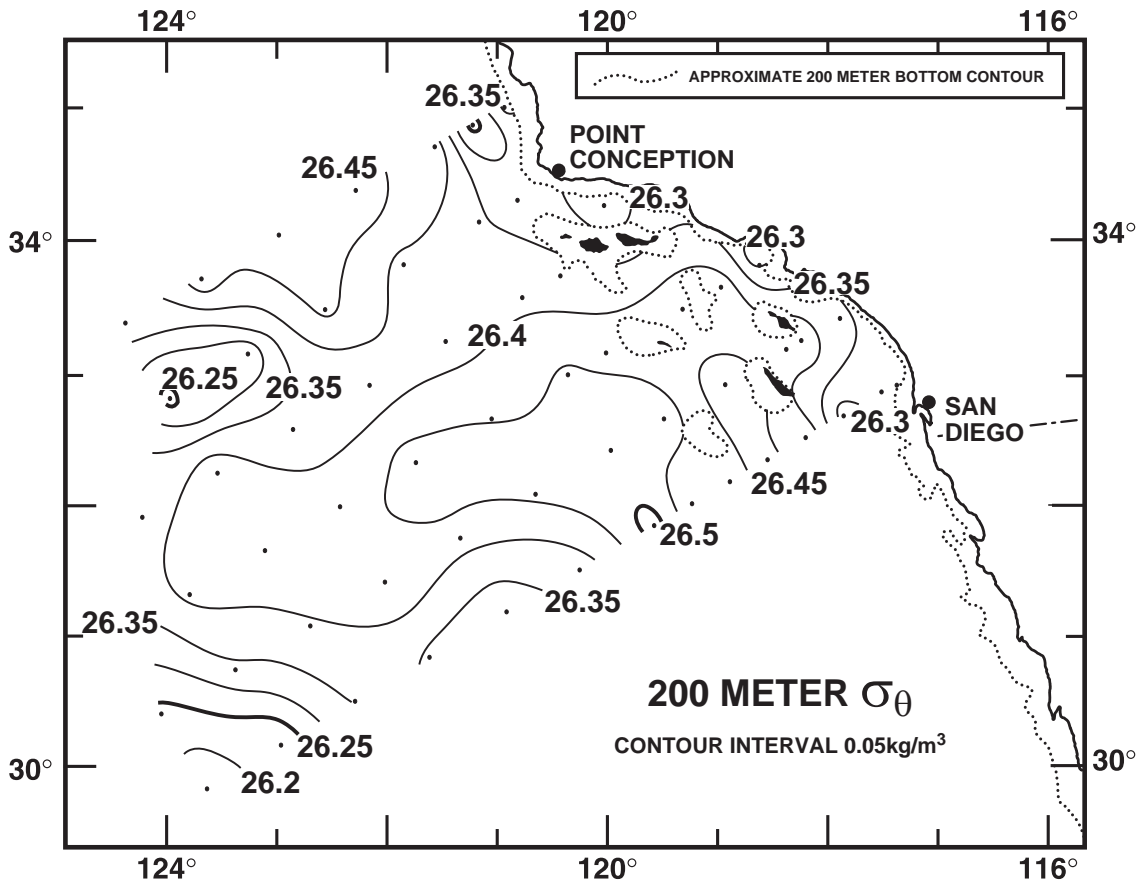 124° 120° 116°
APPROXIMATE 200 METER BOTTOM CONTOUR
26.35
POINT
CONCEPTION
26.45
26.3
34° 26.3 34°
26.35
26.4
26.25 26.35
26.3 SAN
DIEGO
26.45
26.5
26.35
26.35
200 METER σθ
CONTOUR INTERVAL 0.05kg/m³
26.25
30° 26.2 30°
124° 120° 116°